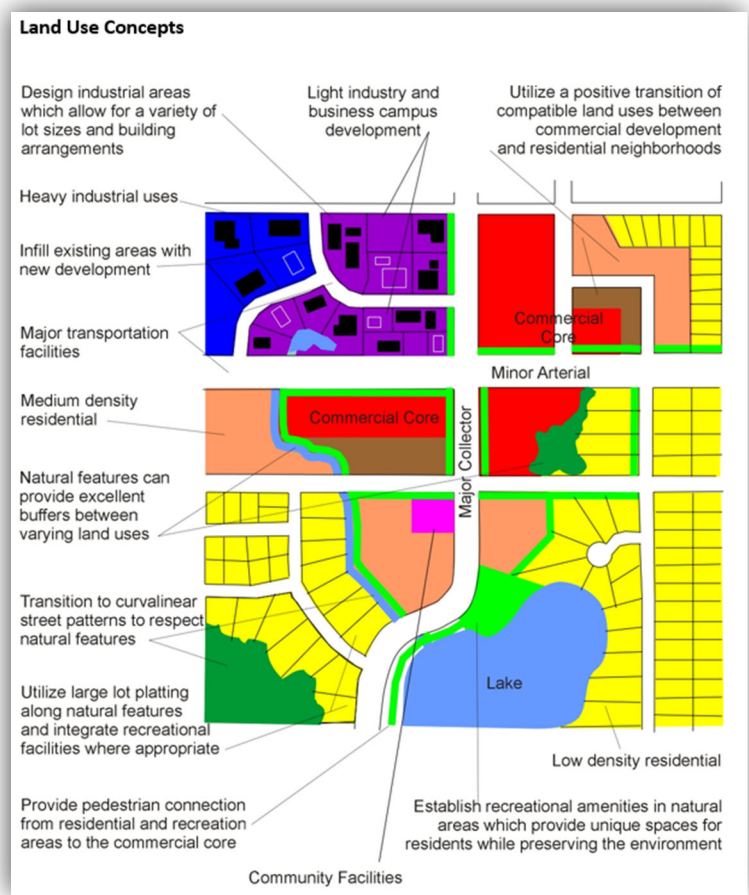 Land Use Concepts
Design industrial areas
which allow for a variety of
lot sizes and building
arrangements
Light industry and
business campus
development
Utilize a positive transition of
compatible land uses between
commercial development
and residential neighborhoods
Heavy industrial uses
Infill existing areas with
new development
Major transportation
facilities
Commercial
Core
Minor Arterial
Medium density
residential
Commercial Core
Major Collector
Natural features can
provide excellent
buffers between
varying land uses
Transition to curvalinear
street patterns to respect
natural features
Utilize large lot platting
along natural features
and integrate recreational
facilities where appropriate
Lake
Low density residential
Provide pedestrian connection
from residential and recreation
areas to the commercial core
Establish recreational amenities in natural
areas which provide unique spaces for
residents while preserving the environment
Community Facilities